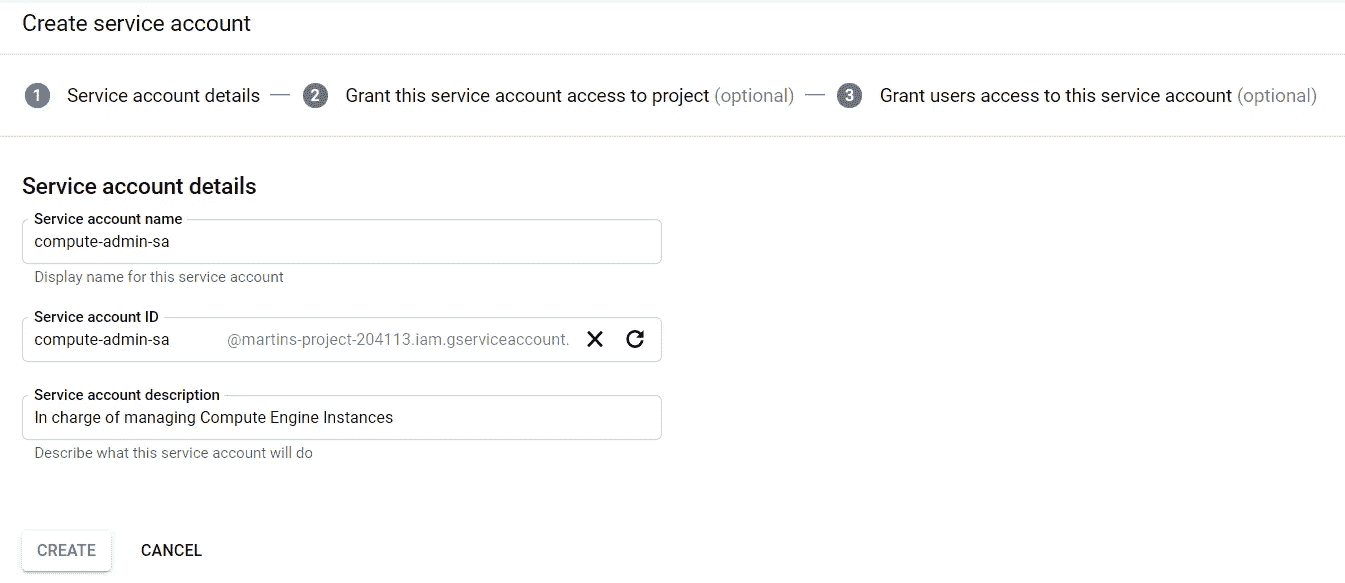 Create service account
1 Service account details — 2 Grant this service account access to project (optional) — 3 Grant users access to this service account (optional)
Service account details
Service account name
compute-admin-sa
Display name for this service account
Service account ID
compute-admin-sa @martins-project-204113.iam.gserviceaccount.
Service account description
In charge of managing Compute Engine Instances
Describe what this service account will do
CREATE CANCEL